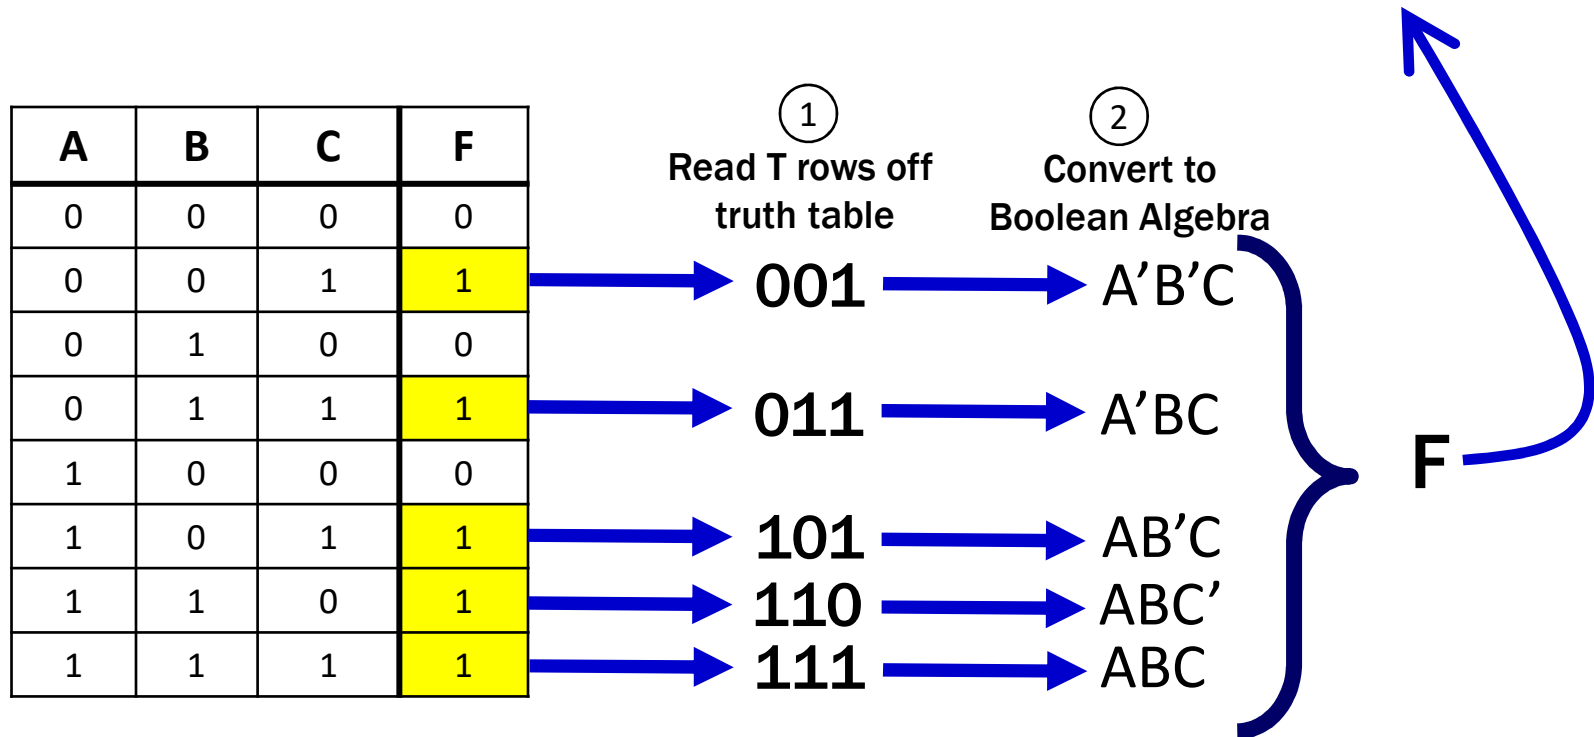 A B C F
0 0 0 0
0 0 1 1
0 1 0 0
0 1 1 1
1 0 0 0
1 0 1 1
1 1 0 1
1 1 1 1
1
Read T rows off
truth table
001
011
101
110
111
2
Convert to
Boolean Algebra
A’B’C
A’BC
AB’C
ABC’
ABC
F